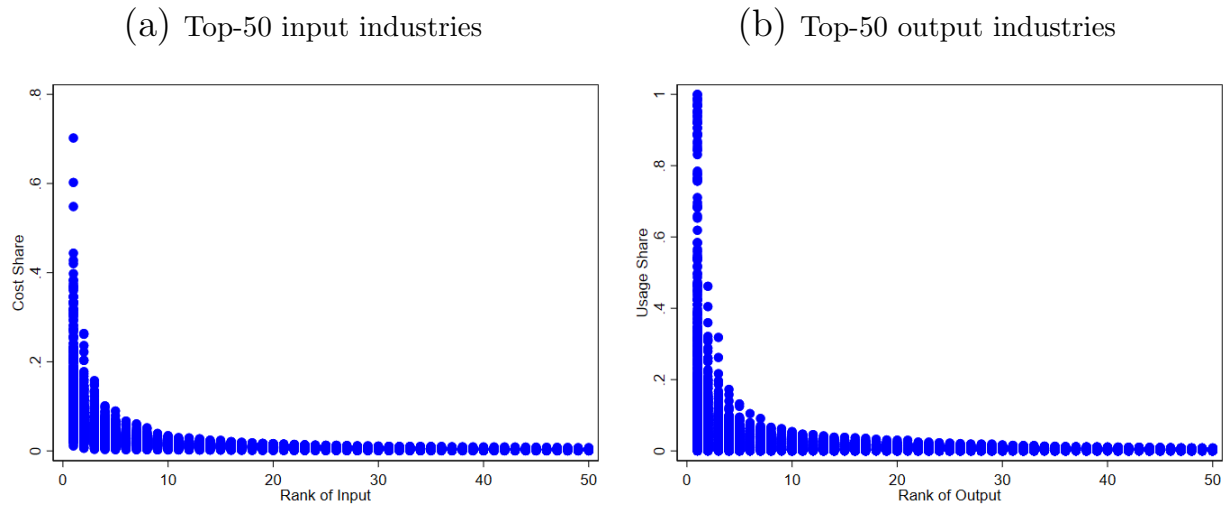 (a) Top-50 input industries
.8
.6
.4
.2
0
Cost Share
0 10 20 30 40 50
Rank of Input
(b) Top-50 output industries
1
.8
.6
.4
.2
0
Usage Share
0 10 20 30 40 50
Rank of Output